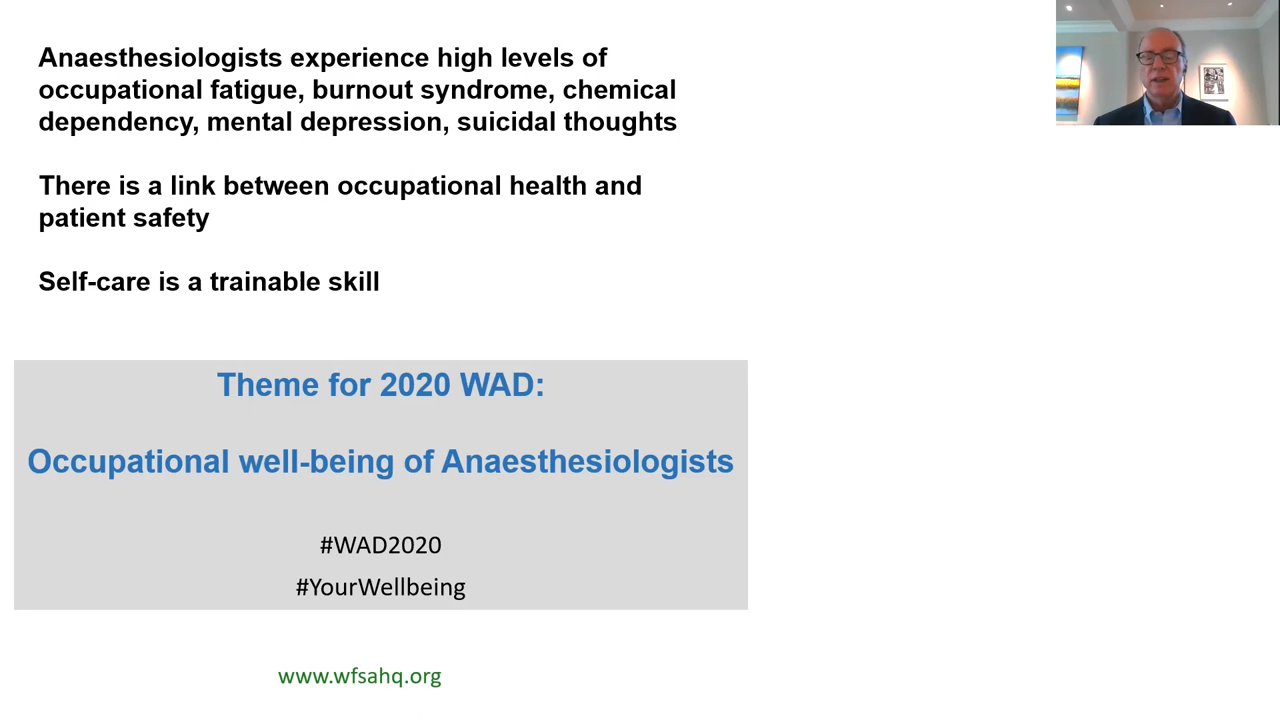 Anaesthesiologists experience high levels of
occupational fatigue, burnout syndrome, chemical
dependency, mental depression, suicidal thoughts
There is a link between occupational health and
patient safety
Self-care is a trainable skill
Theme for 2020 WAD:
Occupational well-being of Anaesthesiologists
#WAD2020
#YourWellbeing
www.wfsahq.org